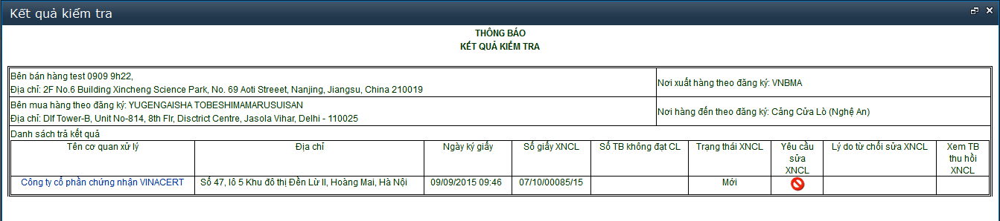 Kết quả kiểm tra
THÔNG BÁO
KẾT QUẢ KIỂM TRA
Bên bán hàng test 0909 9h22,
Địa chỉ: 2F No.6 Building Xincheng Science Park, No. 69 Aoti Streeet, Nanjing, Jiangsu, China 210019
Nơi xuất hàng theo đăng ký: VNBMA
Bên mua hàng theo đăng ký: YUGENGAISHA TOBESHIMAMARUSUISAN
Địa chỉ: Dlf Tower-B, Unit No-814, 8th Flr, Disctrict Centre, Jasola Vihar, Delhi - 110025
Nơi hàng đến theo đăng ký: Cảng Cửa Lò (Nghệ An)
Danh sách trả kết quả
Tên cơ quan xử lý
Địa chỉ
Ngày ký giấy
Số giấy XNCL
Số TB không đạt CL
Trạng thái XNCL
Yêu cầu
sửa
XNCL
Lý do từ chối sửa XNCL
Xem TB
thu hồi
XNCL
Công ty cổ phần chứng nhận VINACERT
Số 47, lô 5 Khu đô thị Đền Lừ II, Hoàng Mai, Hà Nội
09/09/2015 09:46
07/10/00085/15
Mới